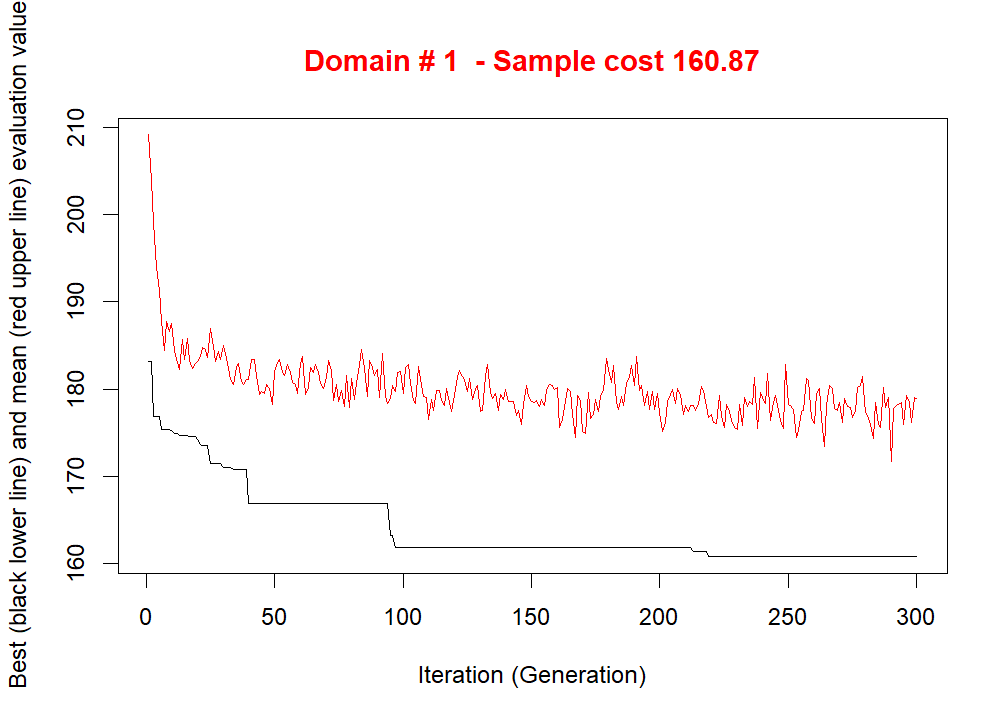 Domain # 1  - Sample cost 160.87
Best (black lower line) and mean (red upper line) evaluation value
210
200
190
180
170
160
0 50 100 150 200 250 300
Iteration (Generation)